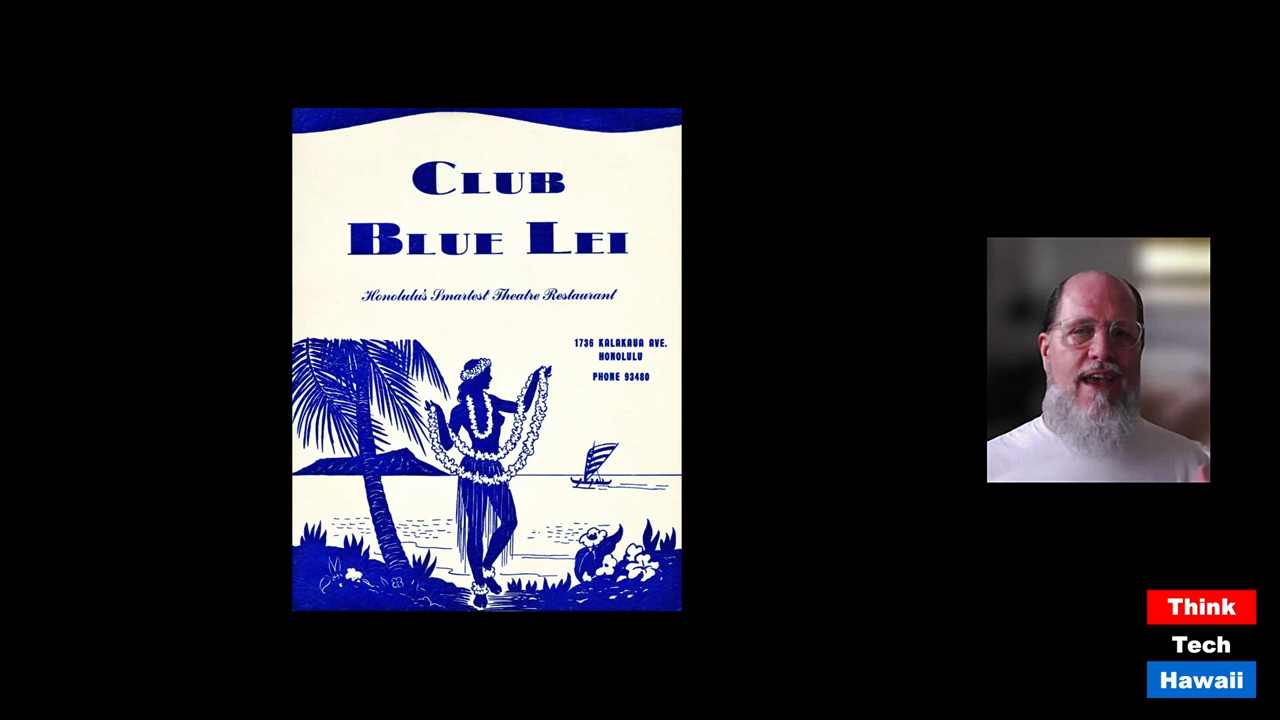 CLUB
BLUE LEI
Honolulu's Smartest Theatre Restaurant
1736 KALAKAUA AVE.
HONOLULU
PHONE 93480
Think
Tech
Hawaii